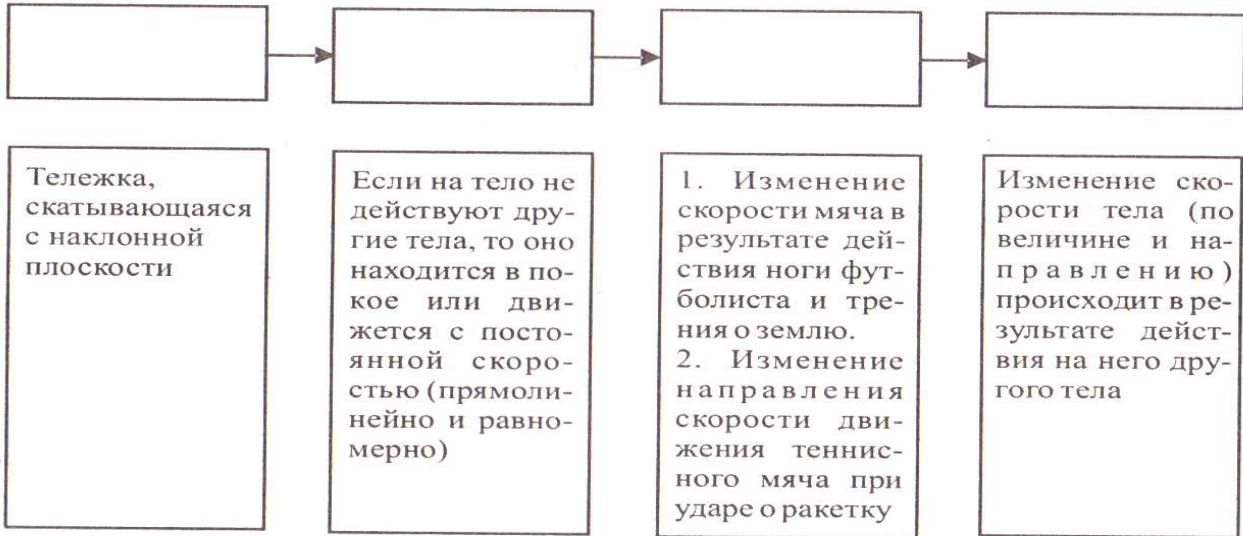 Тележка,
скатывающаяся
с наклонной
плоскости
Если на тело не
действуют дру-
гие тела, то оно
находится в по-
кое или дви-
жется с посто-
янной скоро-
стью (прямоли-
нейно и равно-
мерно)
1. Изменение
скорости мяча в
результате дей-
ствия ноги фут-
болиста и тре-
ния о землю.
2. Изменение
направления
скорости дви-
жения теннис-
ного мяча при
ударе о ракетку
Изменение ско-
рости тела (по
величине и на-
правлению)
происходит в ре-
зультате дейст-
вия на него дру-
гого тела